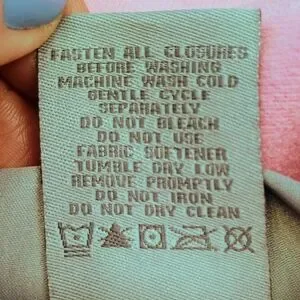 FASTEN ALL CLOSURES
BEFORE WASHING
MACHINE WASH COLD
GENTLE CYCLE
SEPARATELY
DO NOT BLEACH
DO NOT USE
FABRIC SOFTENER
TUMBLE DRY LOW
REMOVE PROMPTLY
DO NOT IRON
DO NOT DRY CLEAN